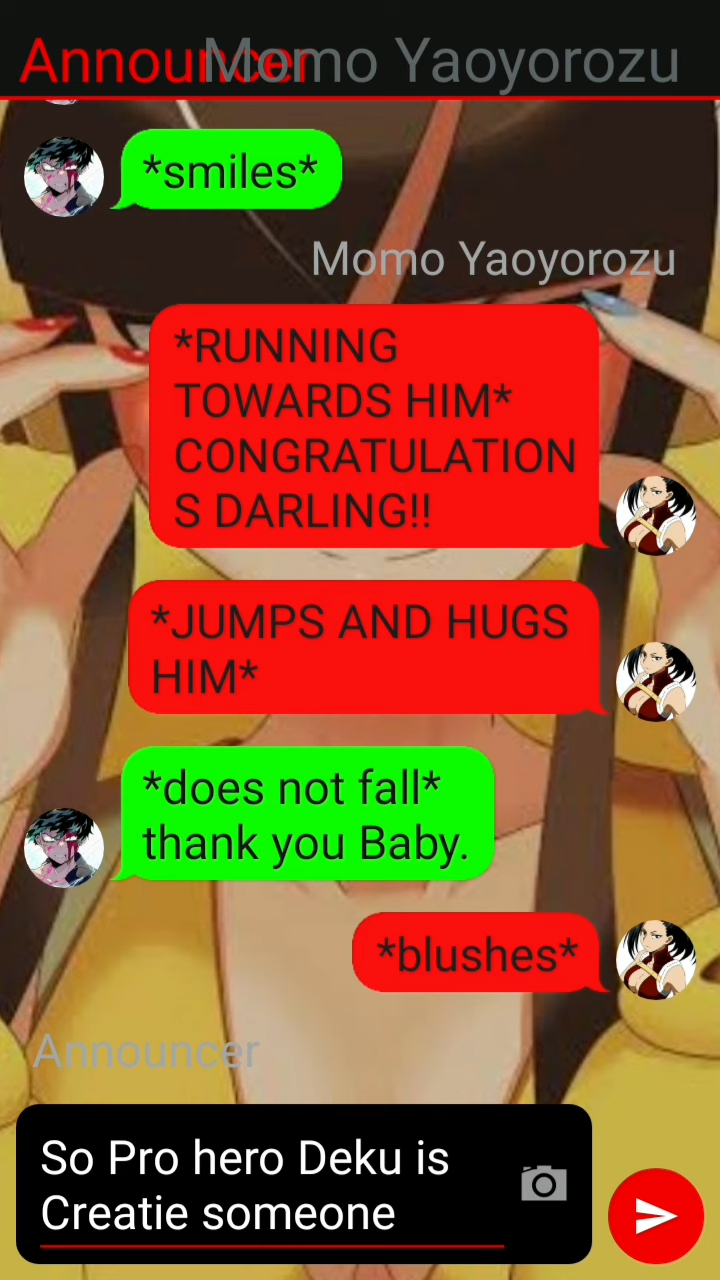 Announcer
Momo Yaoyorozu
*smiles*
Momo Yaoyorozu
*RUNNING
TOWARDS HIM*
CONGRATULATION
S DARLING!!
*JUMPS AND HUGS
HIM*
*does not fall*
thank you Baby.
*blushes*
Announcer
So Pro hero Deku is
Creatie someone